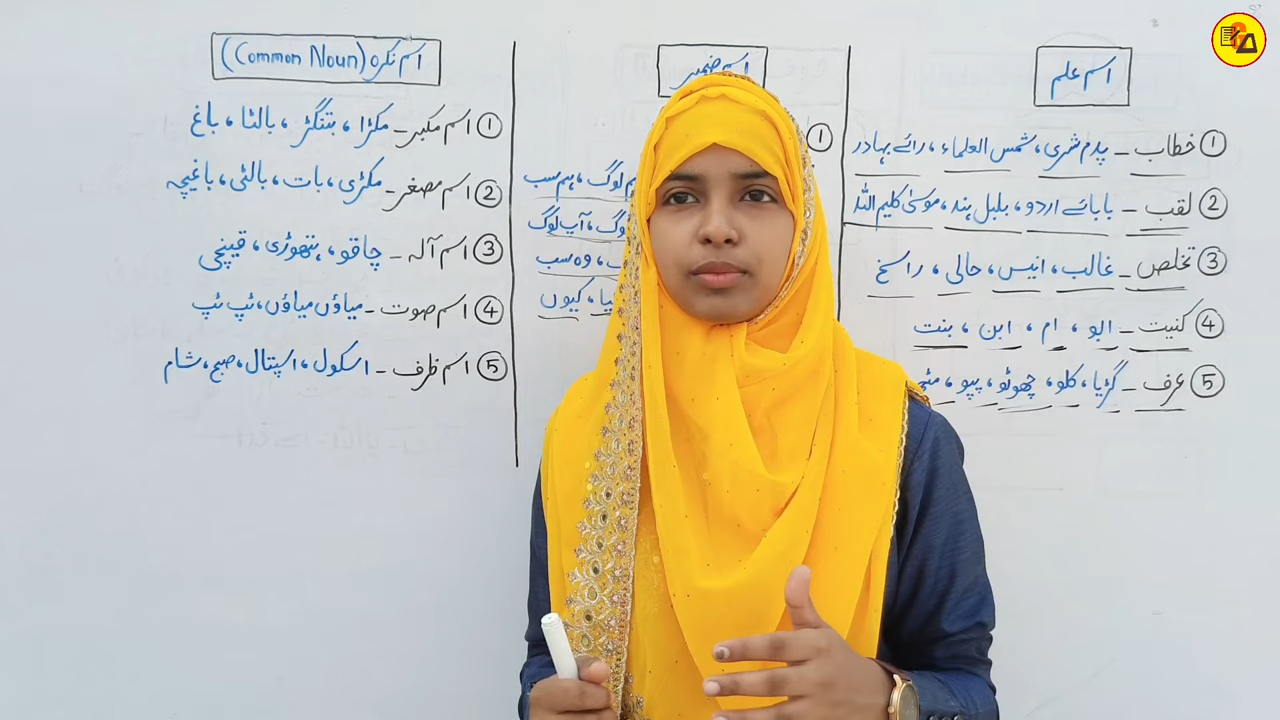 اسم علم
① خطاب - پدم شری، شمس العلماء، رائے بہادر
② لقب - بابائے اردو، بلبل ہند، موسیٰ کلیم اللہ
③ تخلص - غالب، انیس، حالی، راسخ
④ کنیت - ابو، ام، ابن، بنت
⑤ عرف - گڑیا، کلو، چھوٹو، پپو،
اسم ضمیر
①
لوگ، ہم سب
آپ لوگ
وہ سب
کیا، کیوں
اسم نکرہ (Common Noun)
① اسم مکبر - مکڑا، بتنگڑ، بالٹا، باغ
② اسم مصغر - مکڑی، بات، بالٹی، باغیچہ
③ اسم آلہ - چاقو، ہتھوڑی، قینچی
④ اسم صوت - میاؤں میاؤں، ٹپ ٹپ
⑤ اسم ظرف - اسکول، اسپتال، صبح، شام